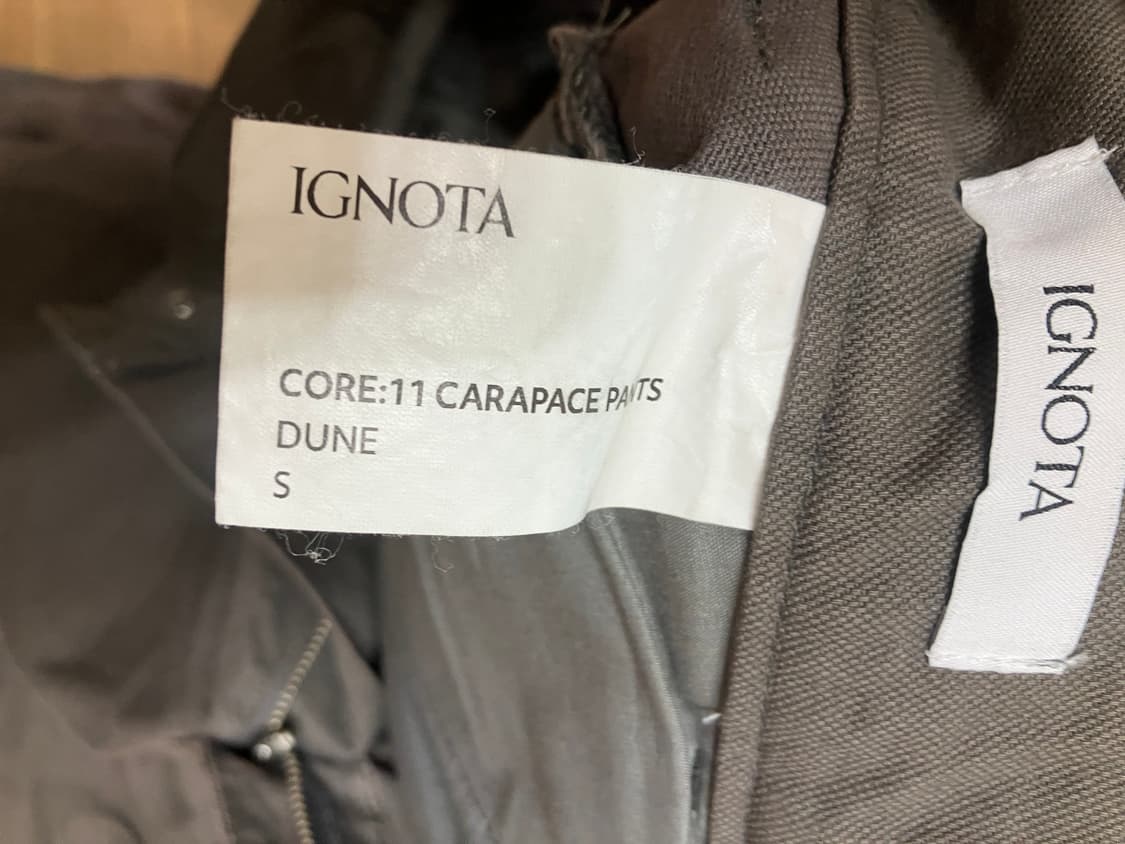 IGNOTA
CORE:11 CARAPACE PANTS
DUNE
S
IGNOTA